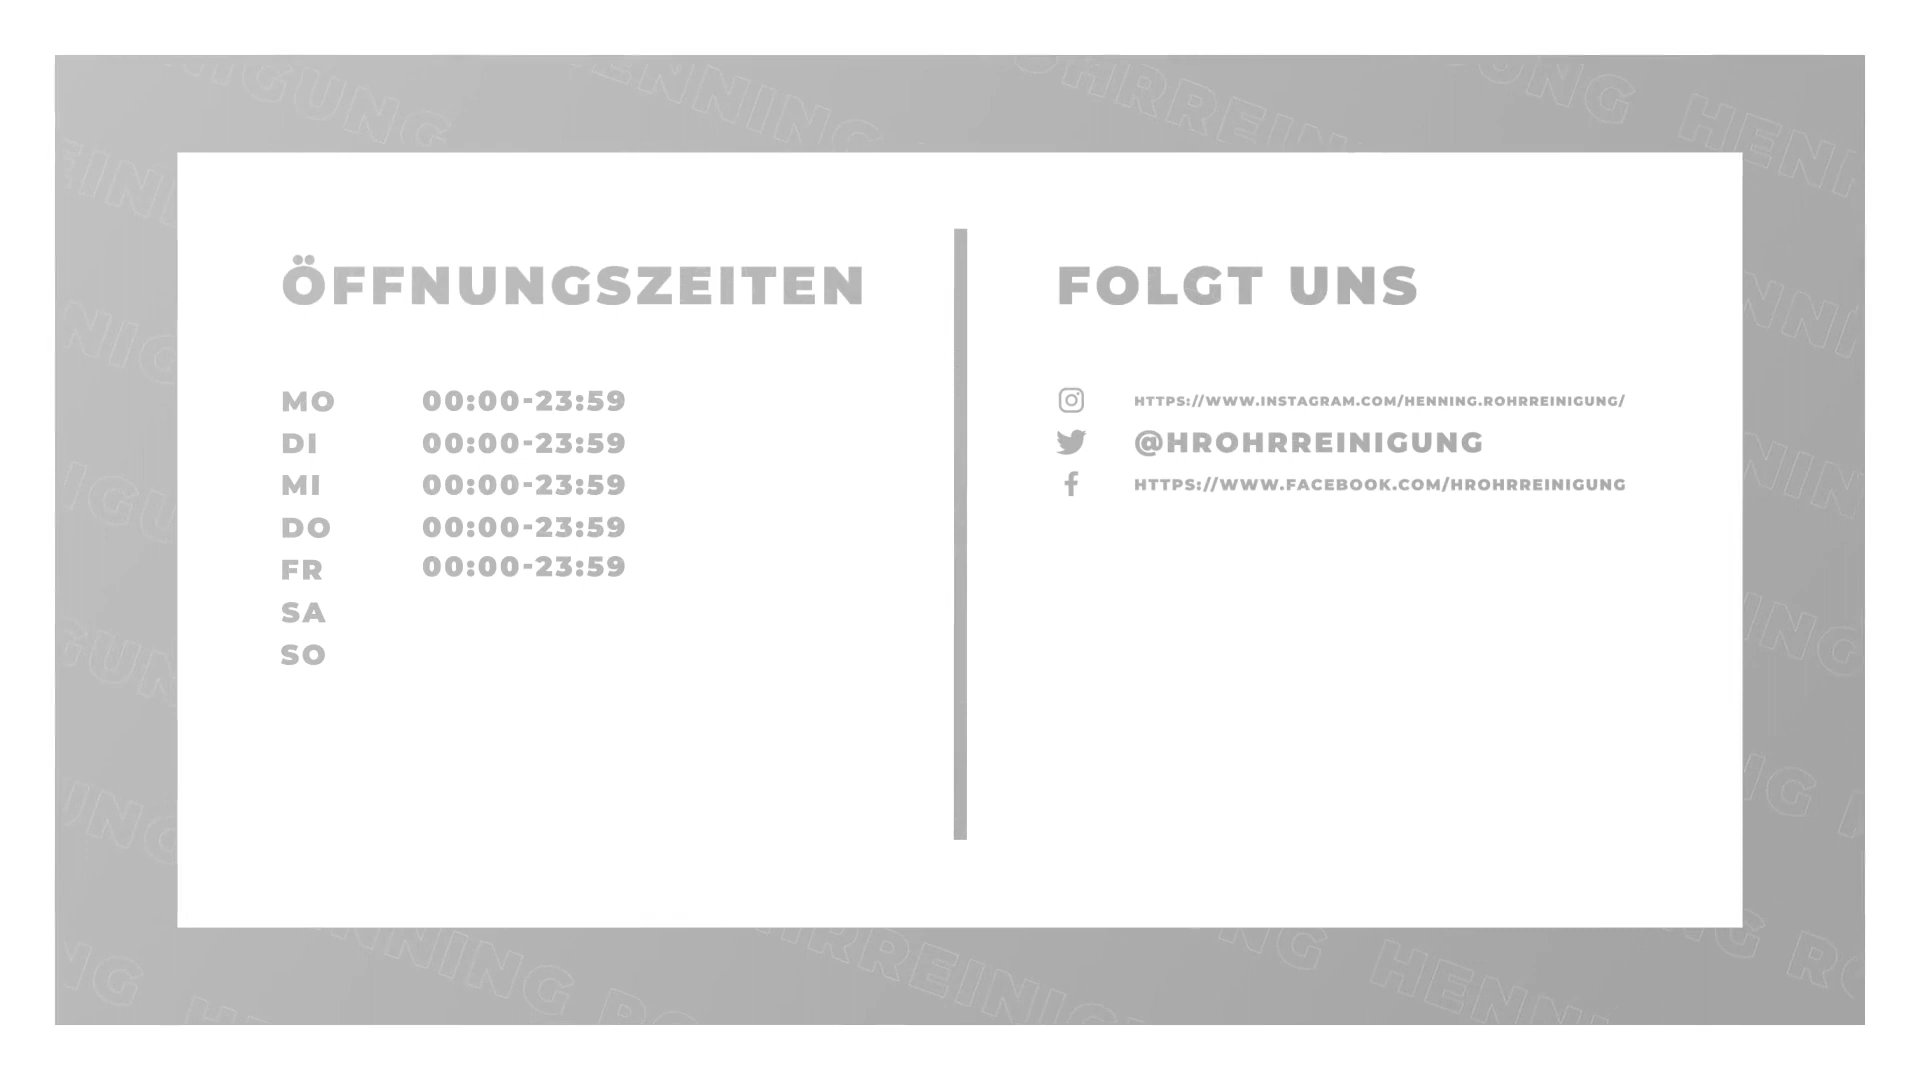 ÖFFNUNGSZEITEN
MO 00:00-23:59
DI 00:00-23:59
MI 00:00-23:59
DO 00:00-23:59
FR 00:00-23:59
SA
SO
FOLGT UNS
HTTPS://WWW.INSTAGRAM.COM/HENNING.ROHRREINIGUNG/
@HROHRREINIGUNG
HTTPS://WWW.FACEBOOK.COM/HROHRREINIGUNG